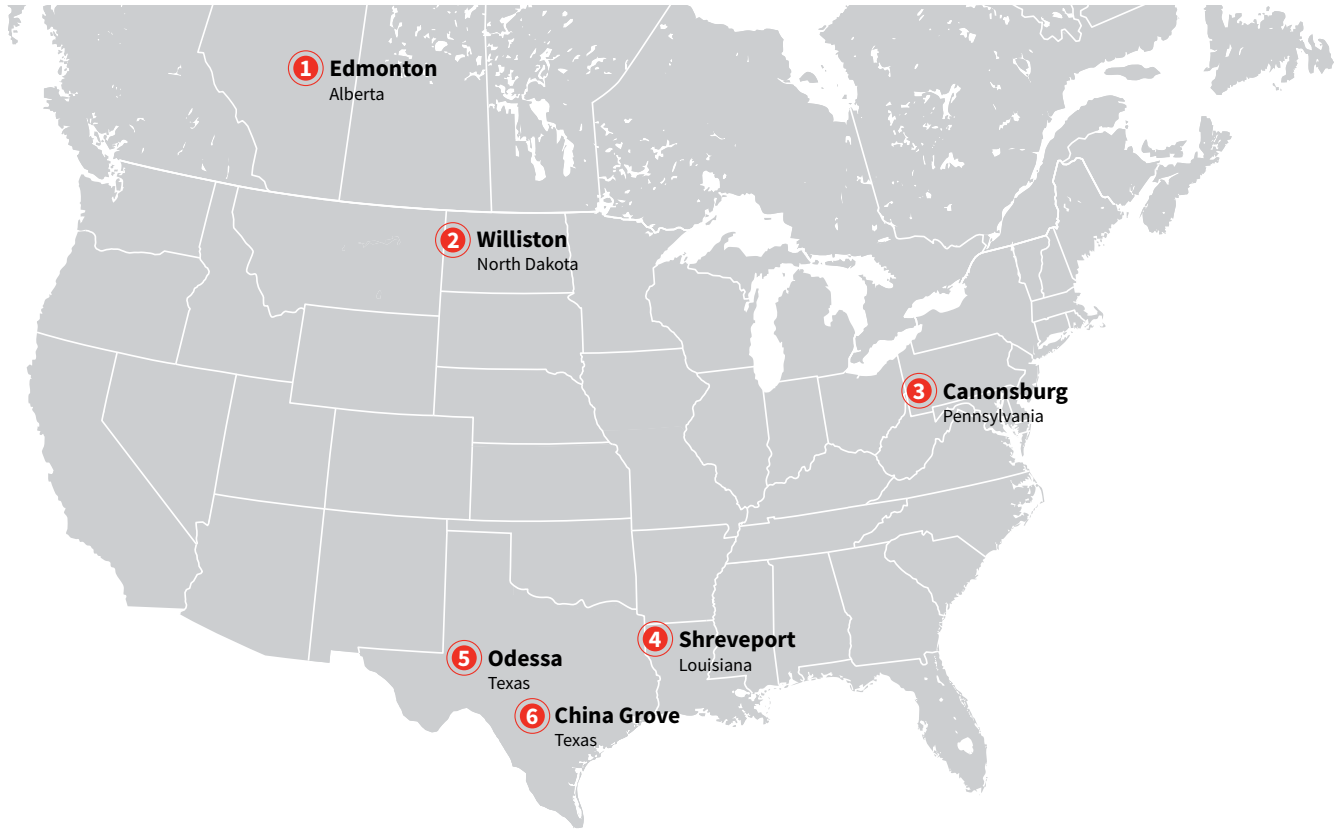 1 Edmonton
Alberta
2 Williston
North Dakota
3 Canonsburg
Pennsylvania
4 Shreveport
Louisiana
5 Odessa
Texas
6 China Grove
Texas